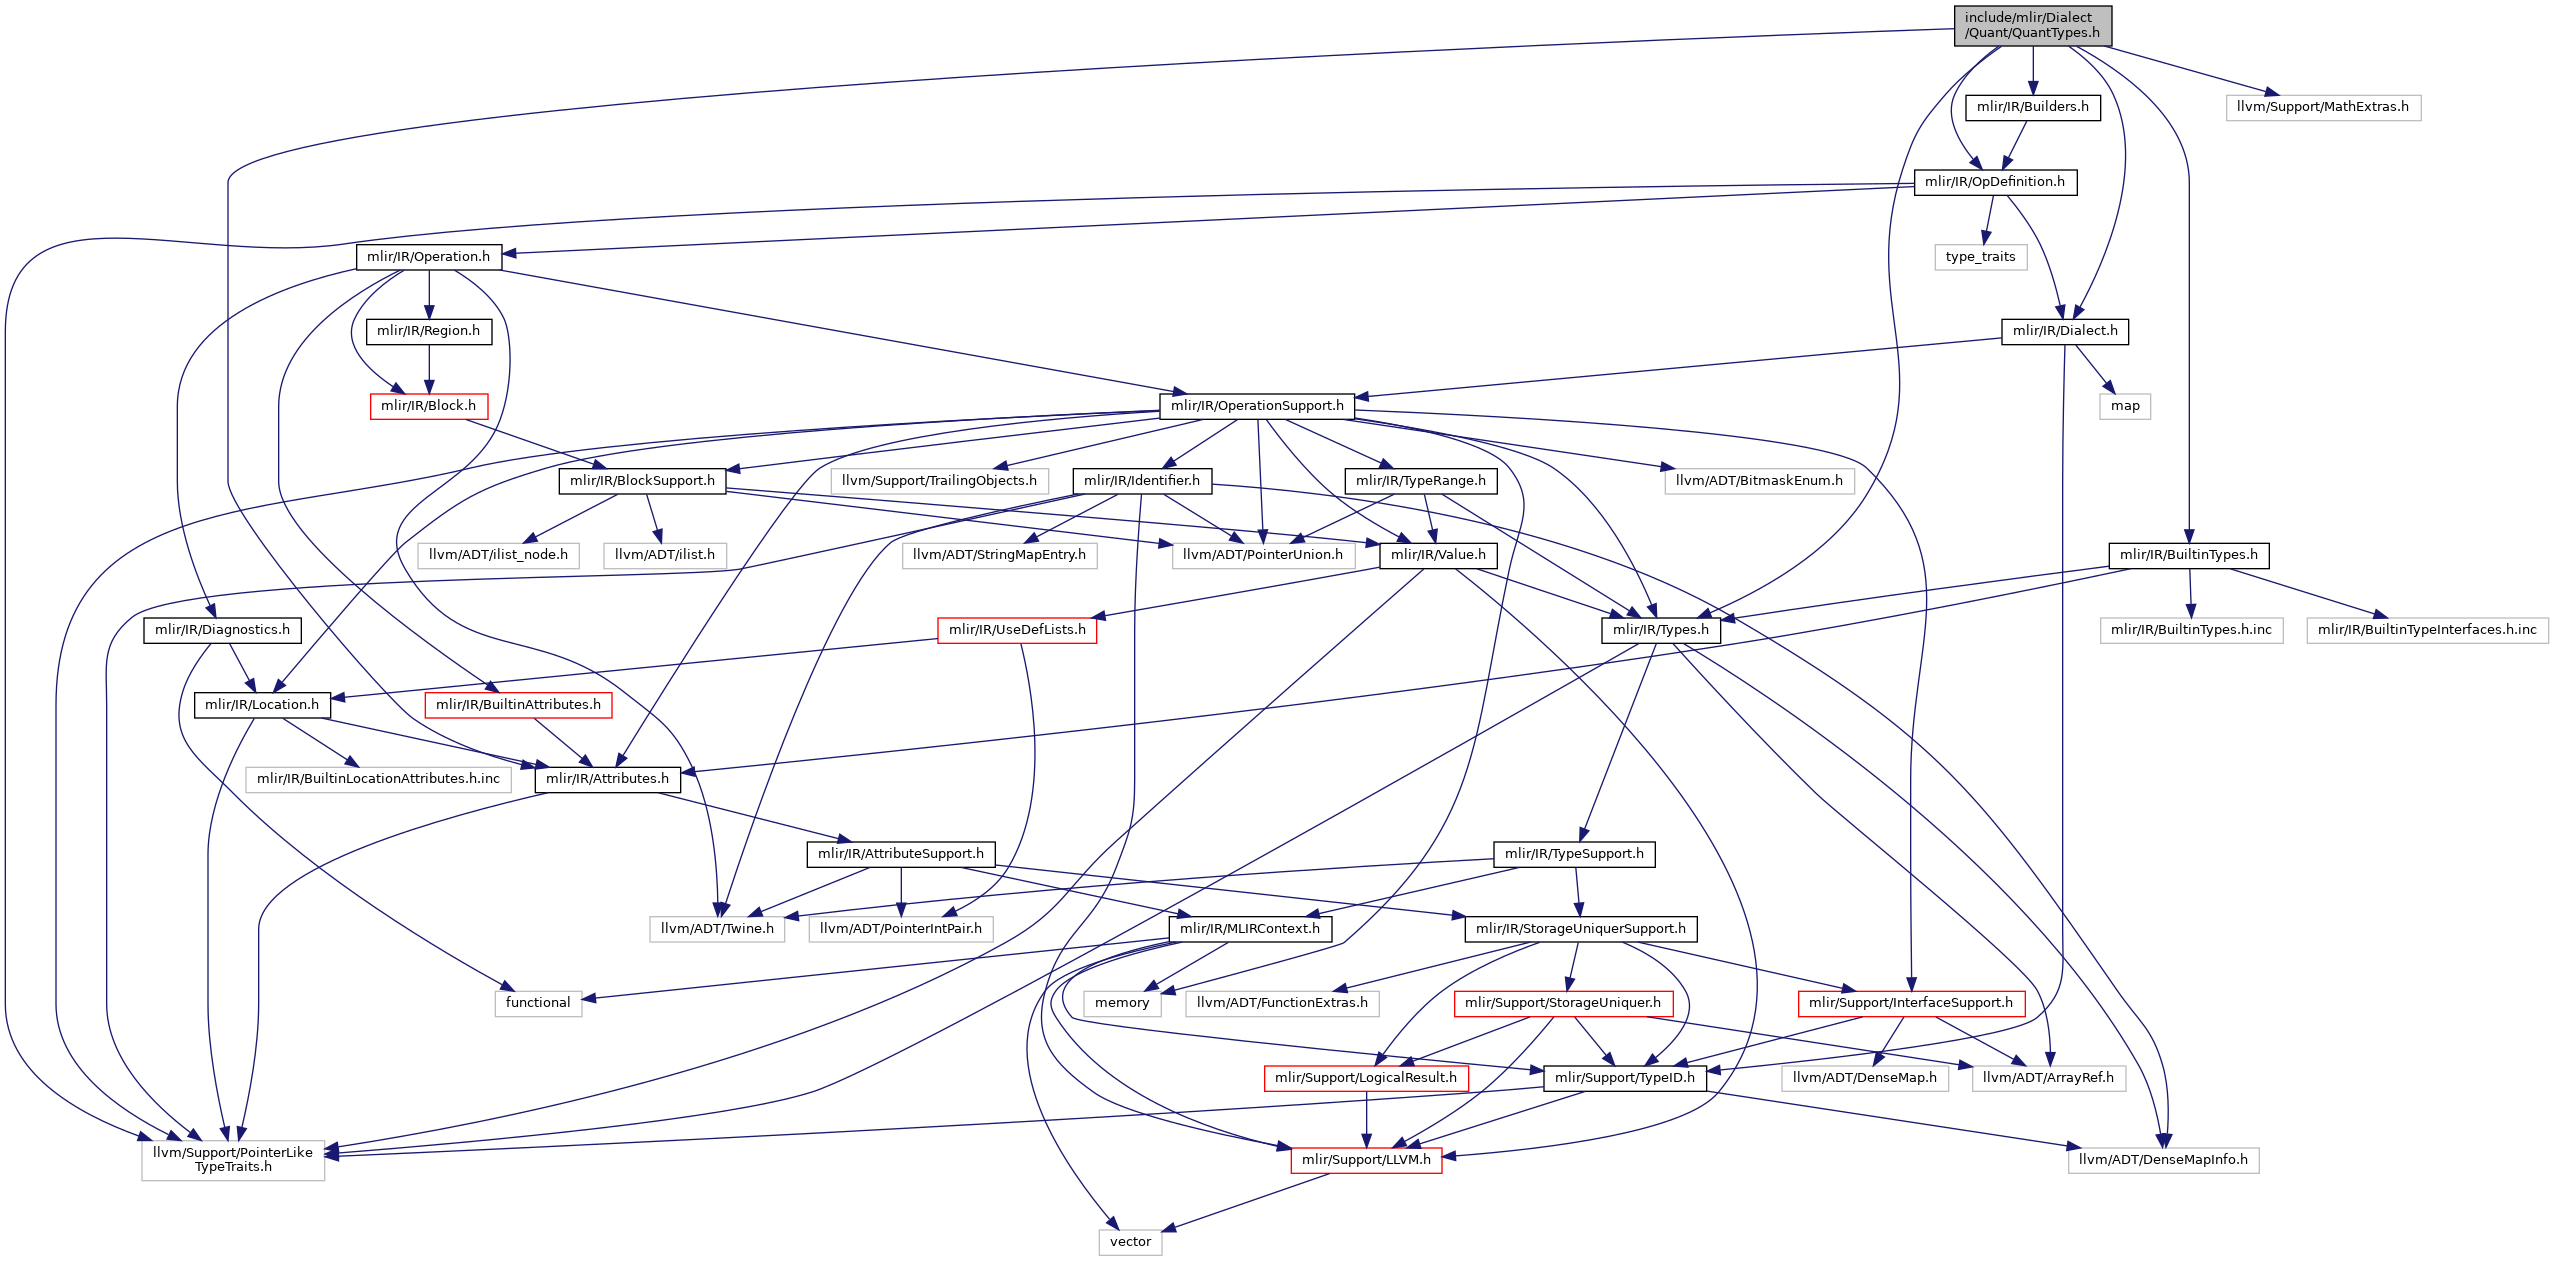 include/mlir/Dialect
/Quant/QuantTypes.h
mlir/IR/Builders.h
llvm/Support/MathExtras.h
mlir/IR/OpDefinition.h
mlir/IR/Operation.h
type_traits
mlir/IR/Region.h
mlir/IR/Dialect.h
mlir/IR/Block.h
mlir/IR/OperationSupport.h
map
mlir/IR/BlockSupport.h
llvm/Support/TrailingObjects.h
mlir/IR/Identifier.h
mlir/IR/TypeRange.h
llvm/ADT/BitmaskEnum.h
llvm/ADT/ilist_node.h
llvm/ADT/ilist.h
llvm/ADT/StringMapEntry.h
llvm/ADT/PointerUnion.h
mlir/IR/Value.h
mlir/IR/BuiltinTypes.h
mlir/IR/Diagnostics.h
mlir/IR/UseDefLists.h
mlir/IR/Types.h
mlir/IR/BuiltinTypes.h.inc
mlir/IR/BuiltinTypeInterfaces.h.inc
mlir/IR/Location.h
mlir/IR/BuiltinAttributes.h
mlir/IR/BuiltinLocationAttributes.h.inc
mlir/IR/Attributes.h
mlir/IR/AttributeSupport.h
mlir/IR/TypeSupport.h
llvm/ADT/Twine.h
llvm/ADT/PointerIntPair.h
mlir/IR/MLIRContext.h
mlir/IR/StorageUniquerSupport.h
functional
memory
llvm/ADT/FunctionExtras.h
mlir/Support/StorageUniquer.h
mlir/Support/InterfaceSupport.h
mlir/Support/LogicalResult.h
mlir/Support/TypeID.h
llvm/ADT/DenseMap.h
llvm/ADT/ArrayRef.h
llvm/Support/PointerLike
TypeTraits.h
mlir/Support/LLVM.h
llvm/ADT/DenseMapInfo.h
vector